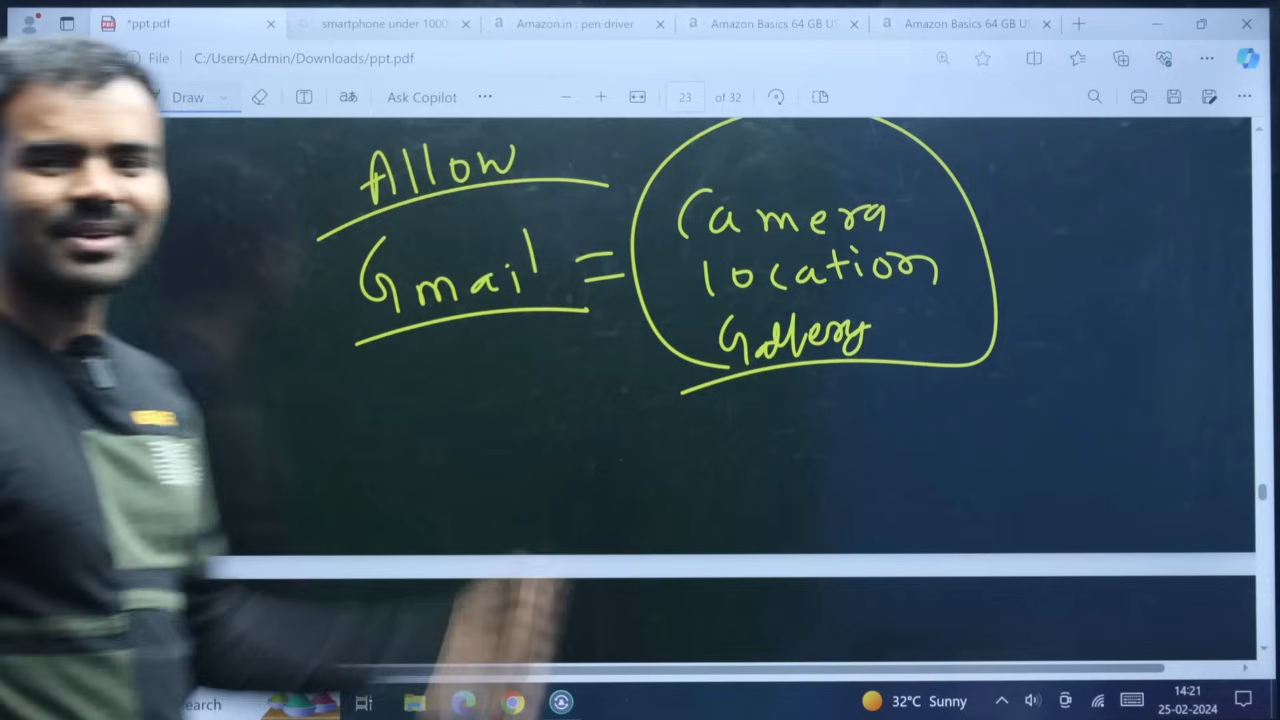 *ppt.pdf
smartphone under 1000
Amazon.in : pen driver
Amazon Basics 64 GB U
Amazon Basics 64 GB U
File C:/Users/Admin/Downloads/ppt.pdf
Draw aあ Ask Copilot 23 of 32
Allow
Gmail = Camera
location
Gallery
earch
32°C Sunny
14:21
25-02-2024